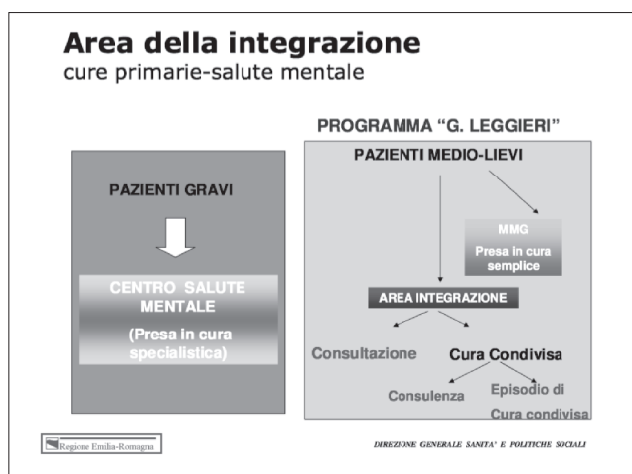 Area della integrazione
cure primarie-salute mentale
PAZIENTI GRAVI
CENTRO SALUTE
MENTALE
(Presa in cura
specialistica)
PROGRAMMA “G. LEGGIERI”
PAZIENTI MEDIO-LIEVI
MMG
Presa in cura
semplice
AREA INTEGRAZIONE
Consultazione
Cura Condivisa
Consulenza
Episodio di
Cura condivisa
Regione Emilia-Romagna
DIREZIONE GENERALE SANITA' E POLITICHE SOCIALI